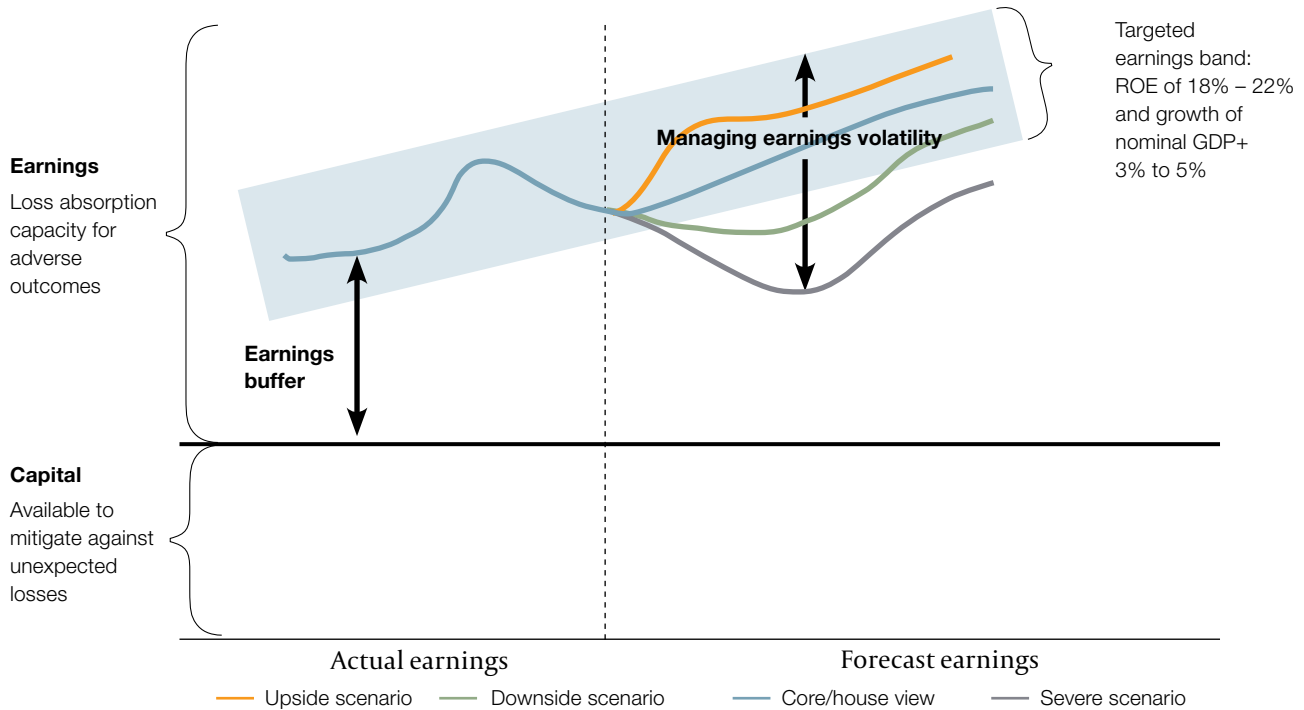 Targeted
earnings band:
ROE of 18% – 22%
and growth of
nominal GDP+
3% to 5%
Managing earnings volatility
Earnings
Loss absorption
capacity for
adverse
outcomes
Earnings
buffer
Capital
Available to
mitigate against
unexpected
losses
Actual earnings
Forecast earnings
Upside scenario
Downside scenario
Core/house view
Severe scenario